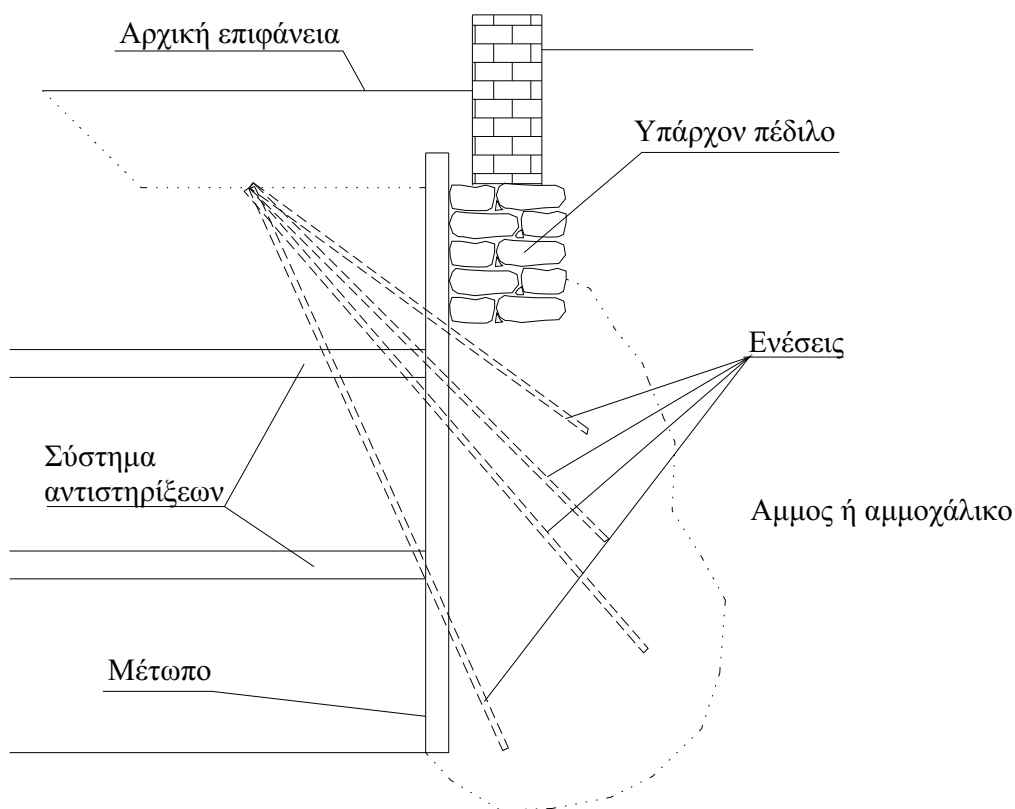 Αρχική επιφάνεια
Υπάρχον πέδιλο
Ενέσεις
Σύστημα
αντιστηρίξεων
Αμμος ή αμμοχάλικο
Μέτωπο